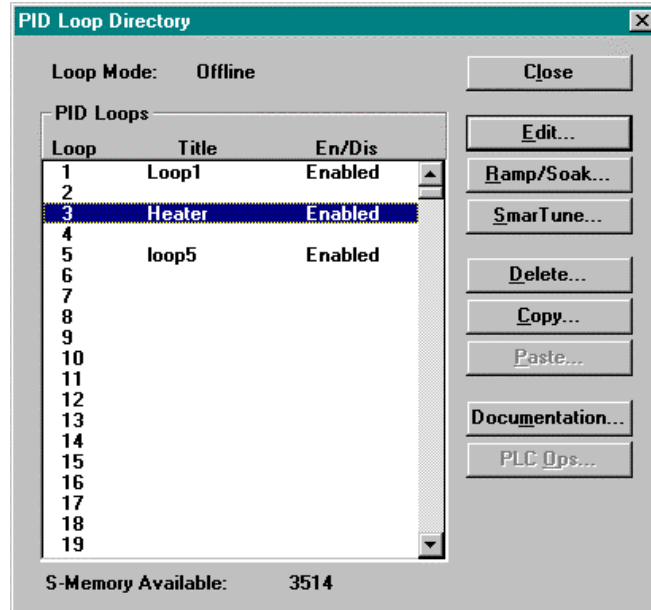 PID Loop Directory
Loop Mode: Offline
Close
PID Loops
Edit...
Loop Title En/Dis
1 Loop1 Enabled
Ramp/Soak...
2
3 Heater Enabled
SmarTune...
4
5 loop5 Enabled
6
Delete...
7
8
Copy...
9
10
Paste...
11
12
13
Documentation...
14
15
PLC Ops...
16
17
18
19
S-Memory Available: 3514